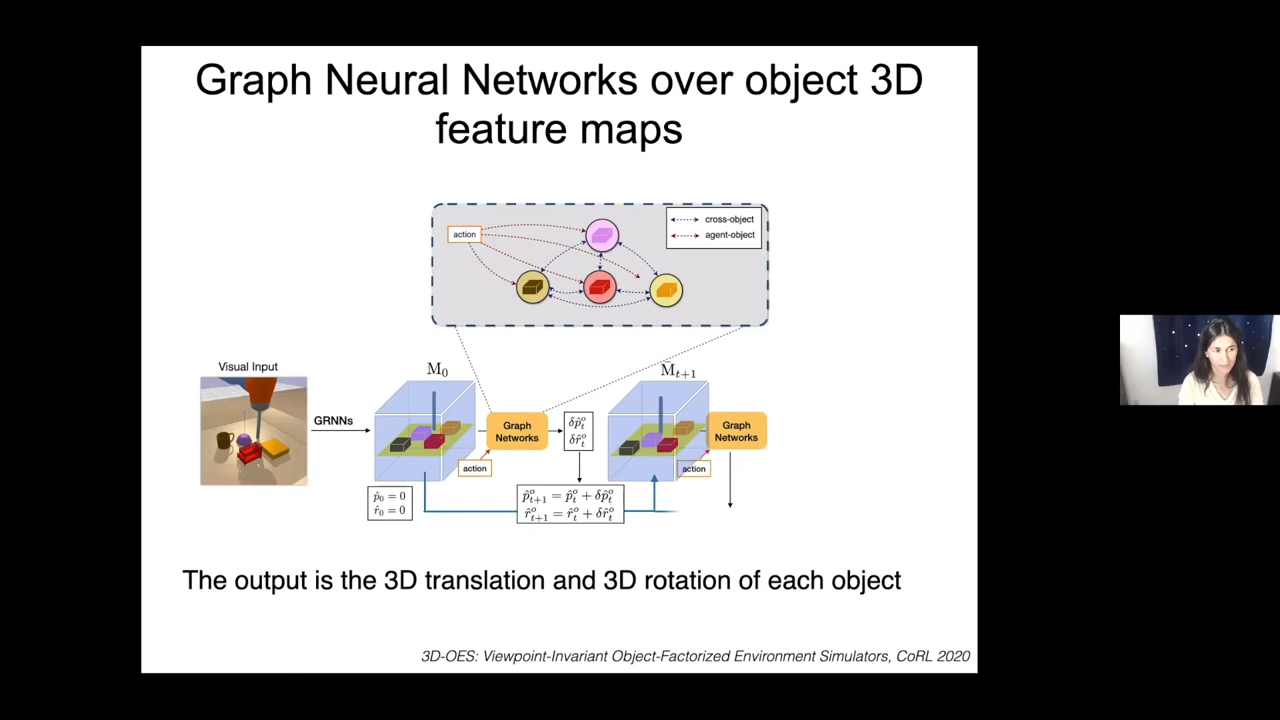 Graph Neural Networks over object 3D
feature maps
action
cross-object
agent-object
Visual Input
GRNNs
M₀
M̄ₜ₊₁
Graph
Networks
δp̂ₜᵒ
δr̂ₜᵒ
Graph
Networks
action
action
p̂₀ = 0
r̂₀ = 0
p̂ᵒₜ₊₁ = p̂ₜᵒ + δp̂ₜᵒ
r̂ᵒₜ₊₁ = r̂ₜᵒ + δr̂ₜᵒ
The output is the 3D translation and 3D rotation of each object
3D-OES: Viewpoint-Invariant Object-Factorized Environment Simulators, CoRL 2020